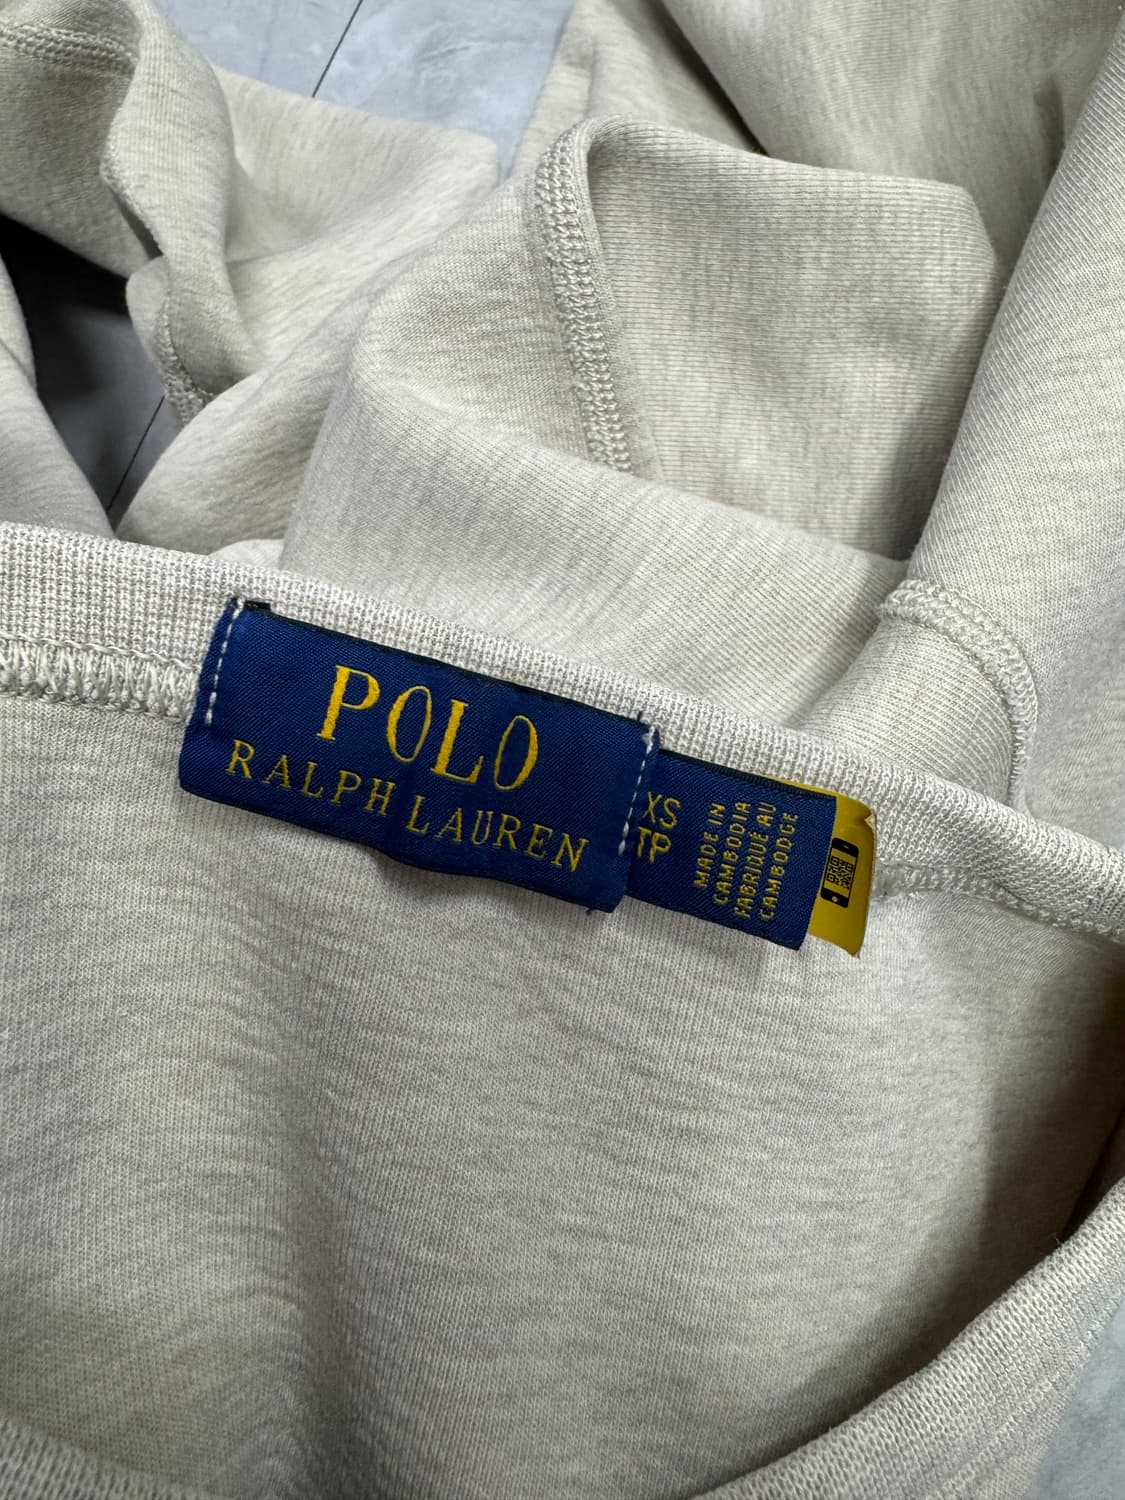 POLO
RALPH LAUREN
XS
TP
MADE IN
CAMBODIA
FABRIQUÉ AU
CAMBODGE